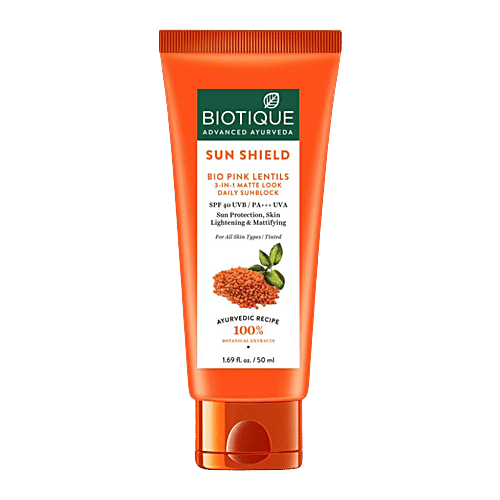 BIOTIQUE
ADVANCED AYURVEDA
SUN SHIELD
BIO PINK LENTILS
3-IN-1 MATTE LOOK
DAILY SUNBLOCK
SPF 40 UVB / PA+++ UVA
Sun Protection, Skin
Lightening & Mattifying
For All Skin Types / Tinted
AYURVEDIC RECIPE
100%
BOTANICAL EXTRACTS
1.69 fl. oz. / 50 ml